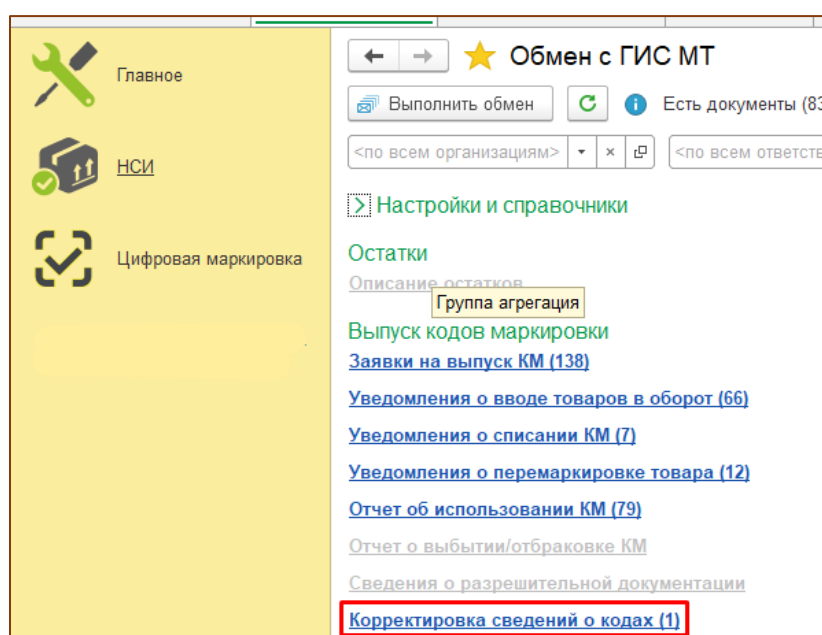 Главное
НСИ
Цифровая маркировка
Обмен с ГИС МТ
Выполнить обмен
Есть документы (83
<по всем организациям>
<по всем ответств
Настройки и справочники
Остатки
Описание остатков
Группа агрегация
Выпуск кодов маркировки
Заявки на выпуск КМ (138)
Уведомления о вводе товаров в оборот (66)
Уведомления о списании КМ (7)
Уведомления о перемаркировке товара (12)
Отчет об использовании КМ (79)
Отчет о выбытии/отбраковке КМ
Сведения о разрешительной документации
Корректировка сведений о кодах (1)